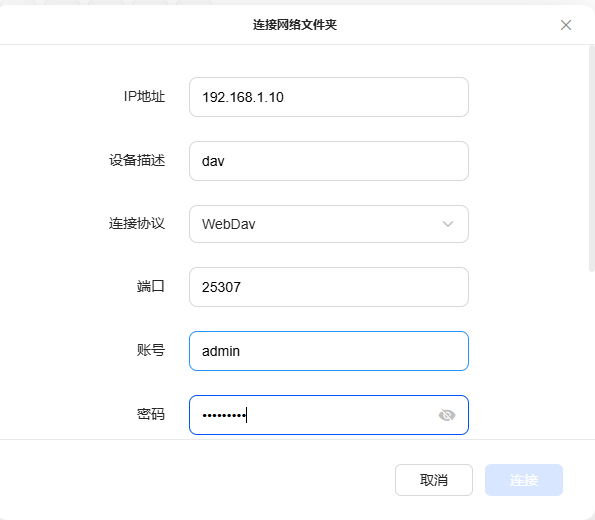 连接网络文件夹
IP地址 192.168.1.10
设备描述 dav
连接协议 WebDav
端口 25307
账号 admin
密码 •••••••••
取消 连接